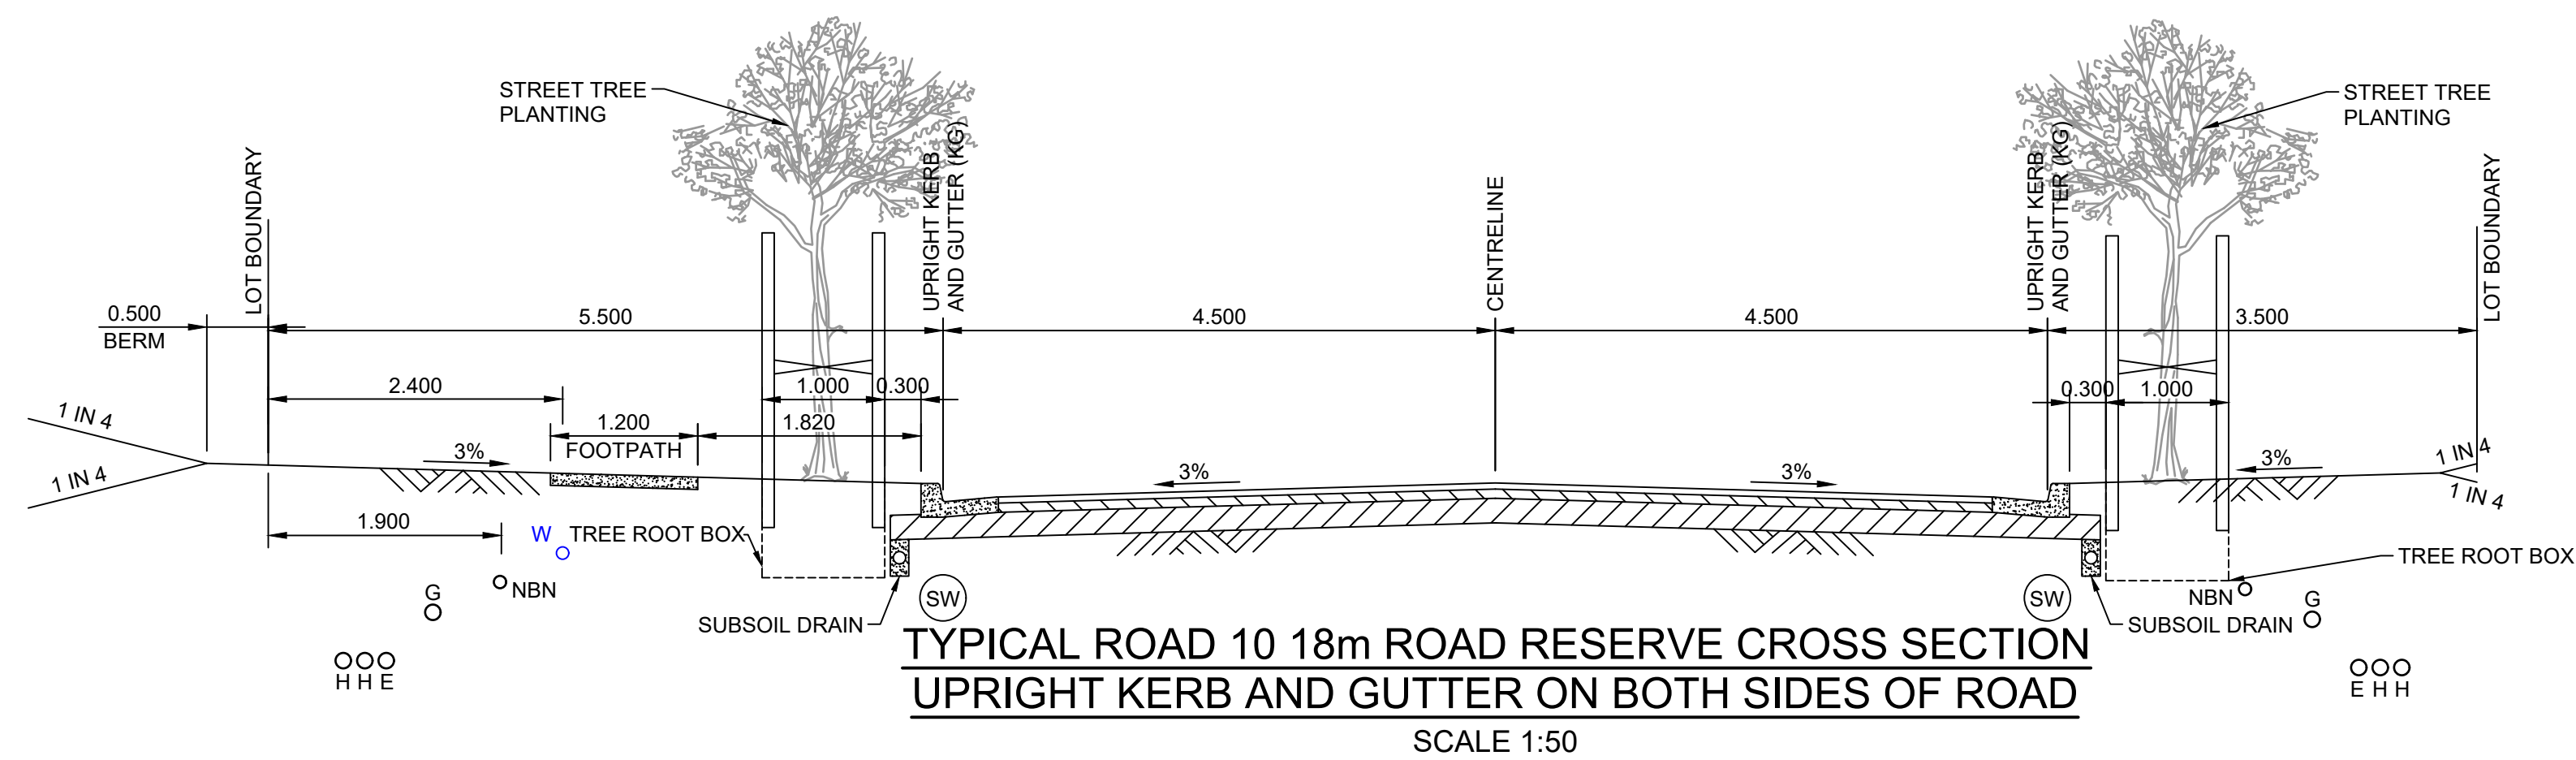 STREET TREE
PLANTING
STREET TREE
PLANTING
LOT BOUNDARY
UPRIGHT KERB
AND GUTTER (KG)
CENTRELINE
UPRIGHT KERB
AND GUTTER (KG)
LOT BOUNDARY
0.500
BERM
5.500
4.500
4.500
3.500
2.400
1.000
0.300
0.300
1.000
1.200
FOOTPATH
1.820
1 IN 4
1 IN 4
3%
3%
3%
3%
1 IN 4
1 IN 4
1.900
W
TREE ROOT BOX
TREE ROOT BOX
G
NBN
SW
SW
NBN
G
SUBSOIL DRAIN
SUBSOIL DRAIN
H H E
E H H
TYPICAL ROAD 10 18m ROAD RESERVE CROSS SECTION
UPRIGHT KERB AND GUTTER ON BOTH SIDES OF ROAD
SCALE 1:50